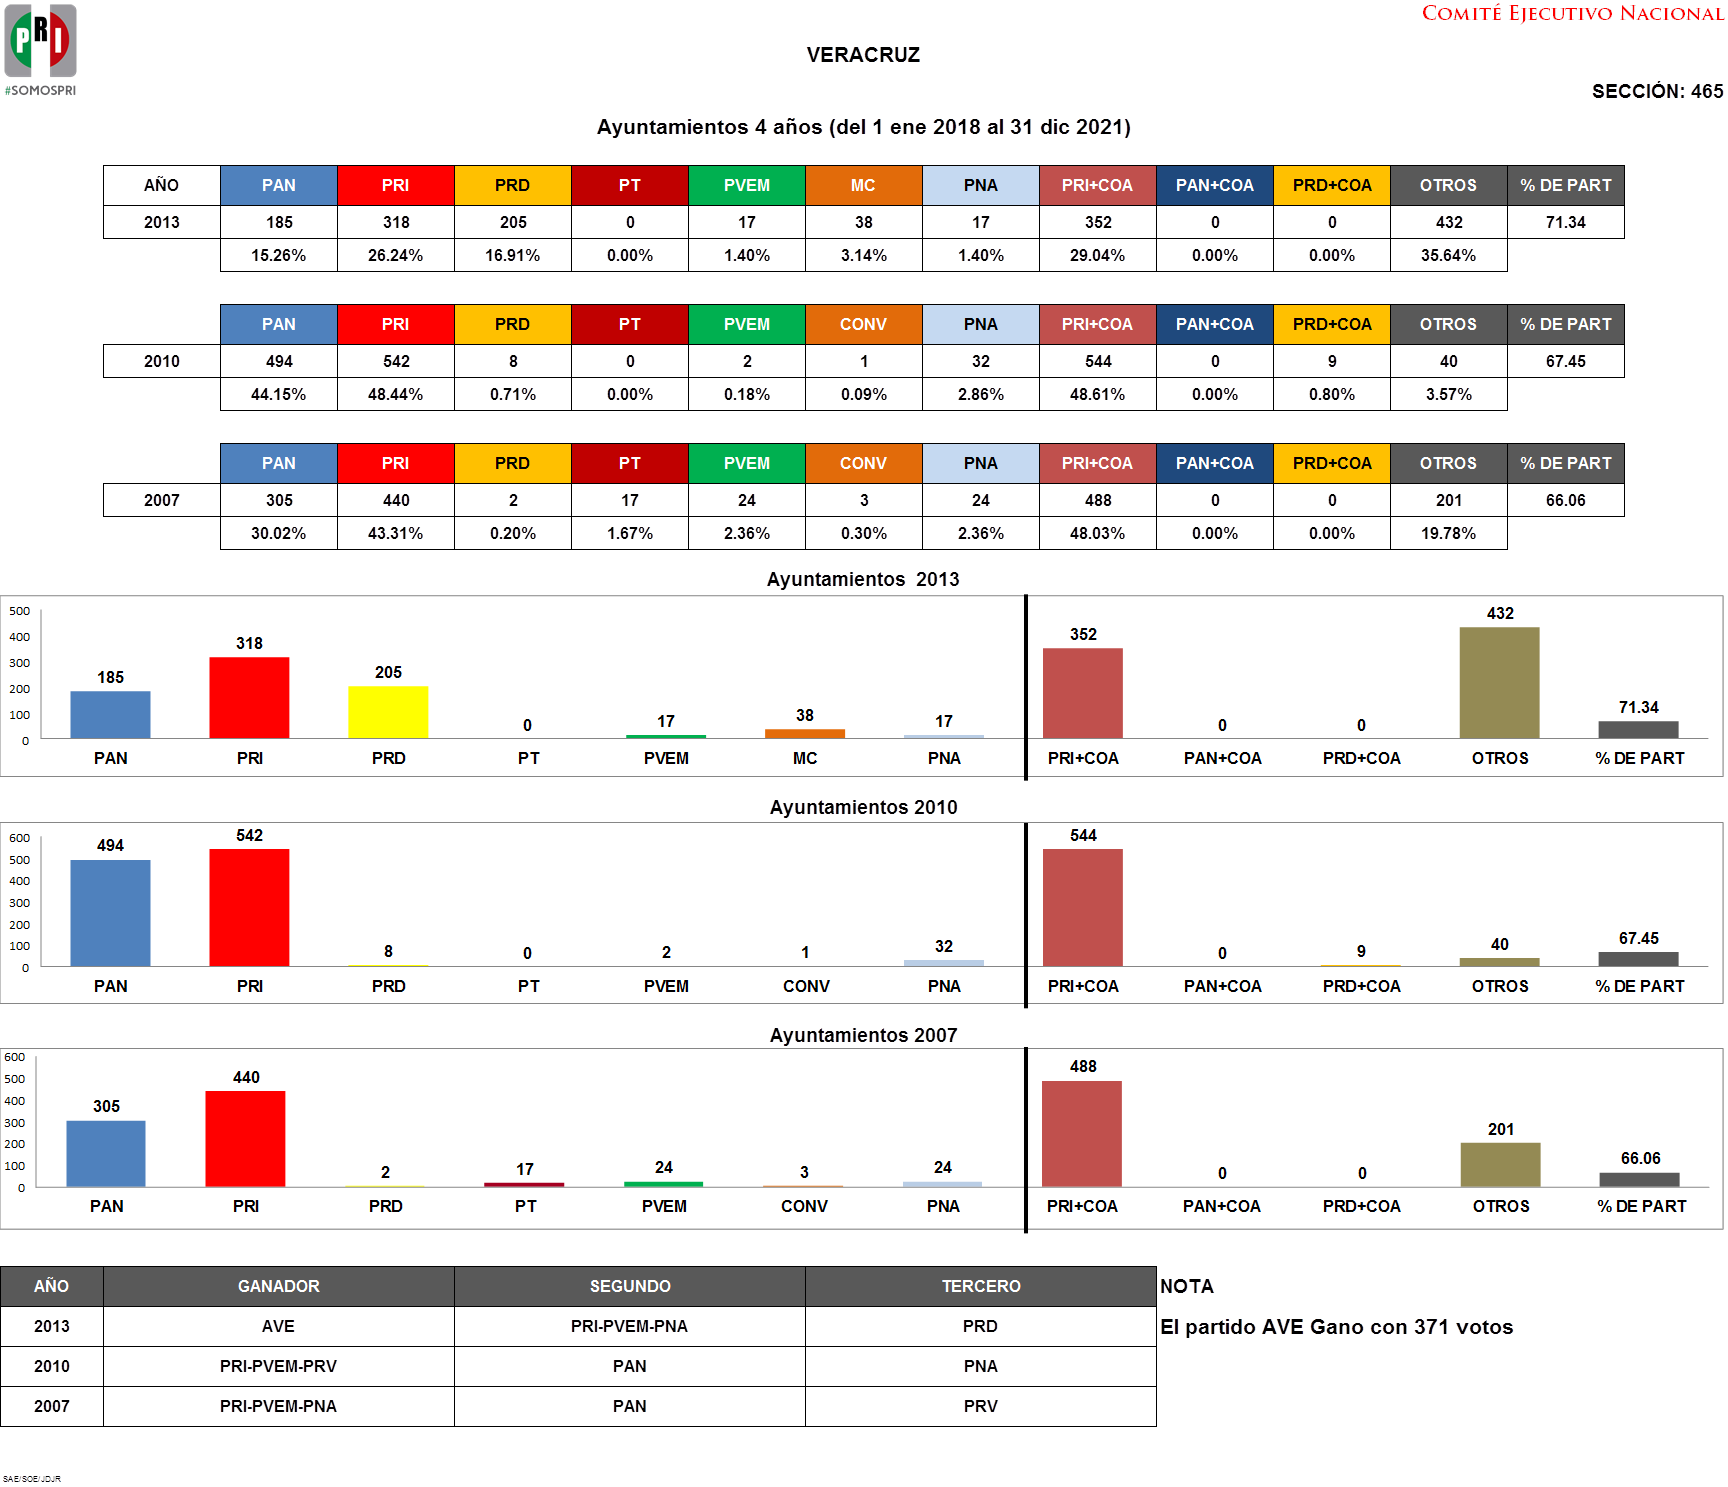 PRI
#SOMOSPRI
COMITÉ EJECUTIVO NACIONAL
VERACRUZ
SECCIÓN: 465
Ayuntamientos 4 años (del 1 ene 2018 al 31 dic 2021)
AÑO PAN PRI PRD PT PVEM MC PNA PRI+COA PAN+COA PRD+COA OTROS % DE PART
2013 185 318 205 0 17 38 17 352 0 0 432 71.34
15.26% 26.24% 16.91% 0.00% 1.40% 3.14% 1.40% 29.04% 0.00% 0.00% 35.64%
PAN PRI PRD PT PVEM CONV PNA PRI+COA PAN+COA PRD+COA OTROS % DE PART
2010 494 542 8 0 2 1 32 544 0 9 40 67.45
44.15% 48.44% 0.71% 0.00% 0.18% 0.09% 2.86% 48.61% 0.00% 0.80% 3.57%
PAN PRI PRD PT PVEM CONV PNA PRI+COA PAN+COA PRD+COA OTROS % DE PART
2007 305 440 2 17 24 3 24 488 0 0 201 66.06
30.02% 43.31% 0.20% 1.67% 2.36% 0.30% 2.36% 48.03% 0.00% 0.00% 19.78%
Ayuntamientos 2013
500
400
300
200
100
0
185 318 205 0 17 38 17 352 0 0 432 71.34
PAN PRI PRD PT PVEM MC PNA PRI+COA PAN+COA PRD+COA OTROS % DE PART
Ayuntamientos 2010
600
500
400
300
200
100
0
494 542 8 0 2 1 32 544 0 9 40 67.45
PAN PRI PRD PT PVEM CONV PNA PRI+COA PAN+COA PRD+COA OTROS % DE PART
Ayuntamientos 2007
600
500
400
300
200
100
0
305 440 2 17 24 3 24 488 0 0 201 66.06
PAN PRI PRD PT PVEM CONV PNA PRI+COA PAN+COA PRD+COA OTROS % DE PART
AÑO GANADOR SEGUNDO TERCERO NOTA
2013 AVE PRI-PVEM-PNA PRD El partido AVE Gano con 371 votos
2010 PRI-PVEM-PRV PAN PNA
2007 PRI-PVEM-PNA PAN PRV
SAE/SOE/JDJR